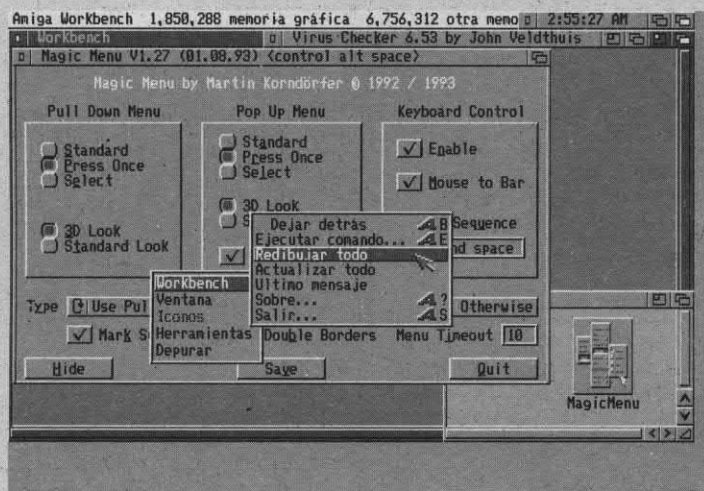 Amiga Workbench 1,850,288 memoria gráfica 6,756,312 otra memo 2:55:27 AM
Workbench
Virus Checker 6.53 by John Veldthuis
Magic Menu V1.27 (01.08.93) <control alt space>
Magic Menu by Martin Korndörfer © 1992 / 1993
Pull Down Menu
Pop Up Menu
Keyboard Control
Standard
Press Once
Select
3D Look
Standard Look
Standard
Press Once
Select
3D Look
S
Enable
Mouse to Bar
Sequence
nd space
Dejar detrás B
Ejecutar comando... E
Redibujar todo
Actualizar todo
Ultimo mensaje
Sobre... ?
Salir... S
Workbench
Ventana
Iconos
Herramientas
Depurar
Type Use Pul
Otherwise
Mark S
Double Borders
Menu Timeout 10
Hide
Save
Quit
MagicMenu